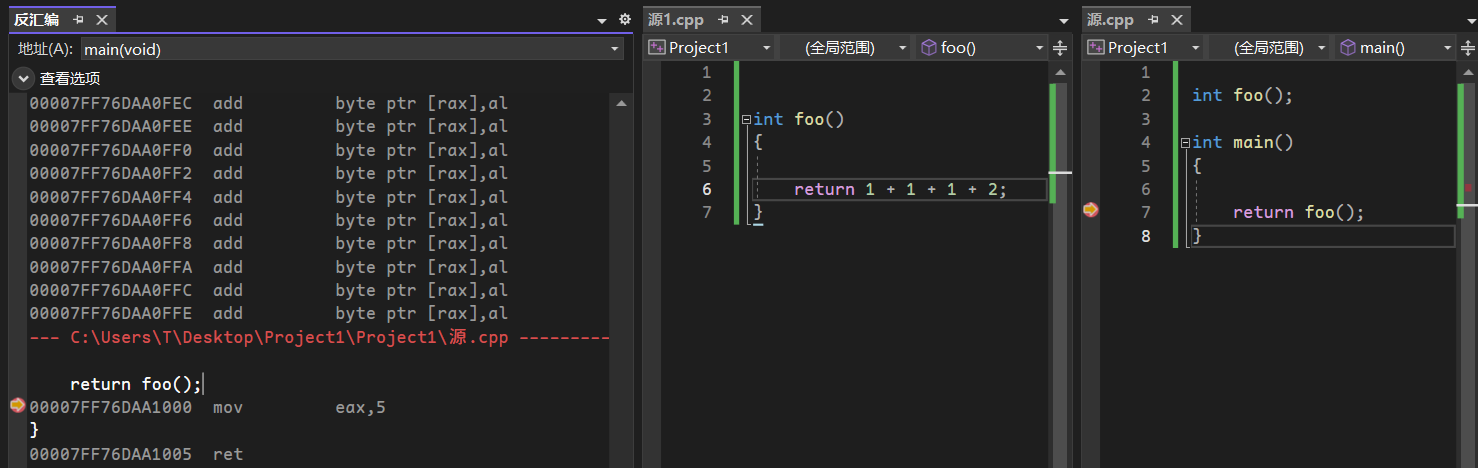 反汇编
地址(A): main(void)
查看选项
00007FF76DAA0FEC add byte ptr [rax],al
00007FF76DAA0FEE add byte ptr [rax],al
00007FF76DAA0FF0 add byte ptr [rax],al
00007FF76DAA0FF2 add byte ptr [rax],al
00007FF76DAA0FF4 add byte ptr [rax],al
00007FF76DAA0FF6 add byte ptr [rax],al
00007FF76DAA0FF8 add byte ptr [rax],al
00007FF76DAA0FFA add byte ptr [rax],al
00007FF76DAA0FFC add byte ptr [rax],al
00007FF76DAA0FFE add byte ptr [rax],al
--- C:\Users\T\Desktop\Project1\Project1\源.cpp ---------
return foo();
00007FF76DAA1000 mov eax,5
}
00007FF76DAA1005 ret
源1.cpp
Project1 (全局范围) foo()
1
2
3 int foo()
4 {
5
6 return 1 + 1 + 1 + 2;
7 }
源.cpp
Project1 (全局范围) main()
1
2 int foo();
3
4 int main()
5 {
6
7 return foo();
8 }